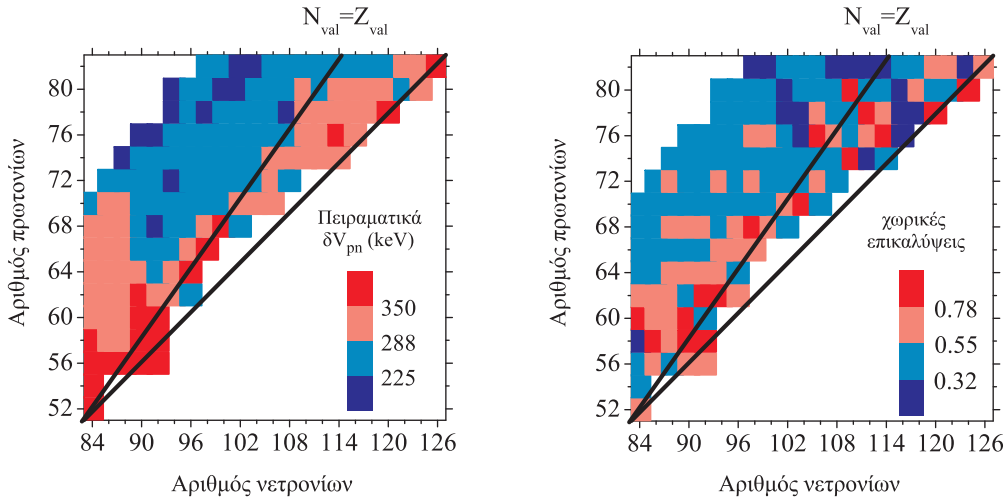 N_val=Z_val
80
76
72
68
64
60
56
52
Αριθμός πρωτονίων
Πειραματικά
δV_pn (keV)
350
288
225
84 90 96 102 108 114 120 126
Αριθμός νετρονίων
N_val=Z_val
80
76
72
68
64
60
56
52
Αριθμός πρωτονίων
χωρικές
επικαλύψεις
0.78
0.55
0.32
84 90 96 102 108 114 120 126
Αριθμός νετρονίων